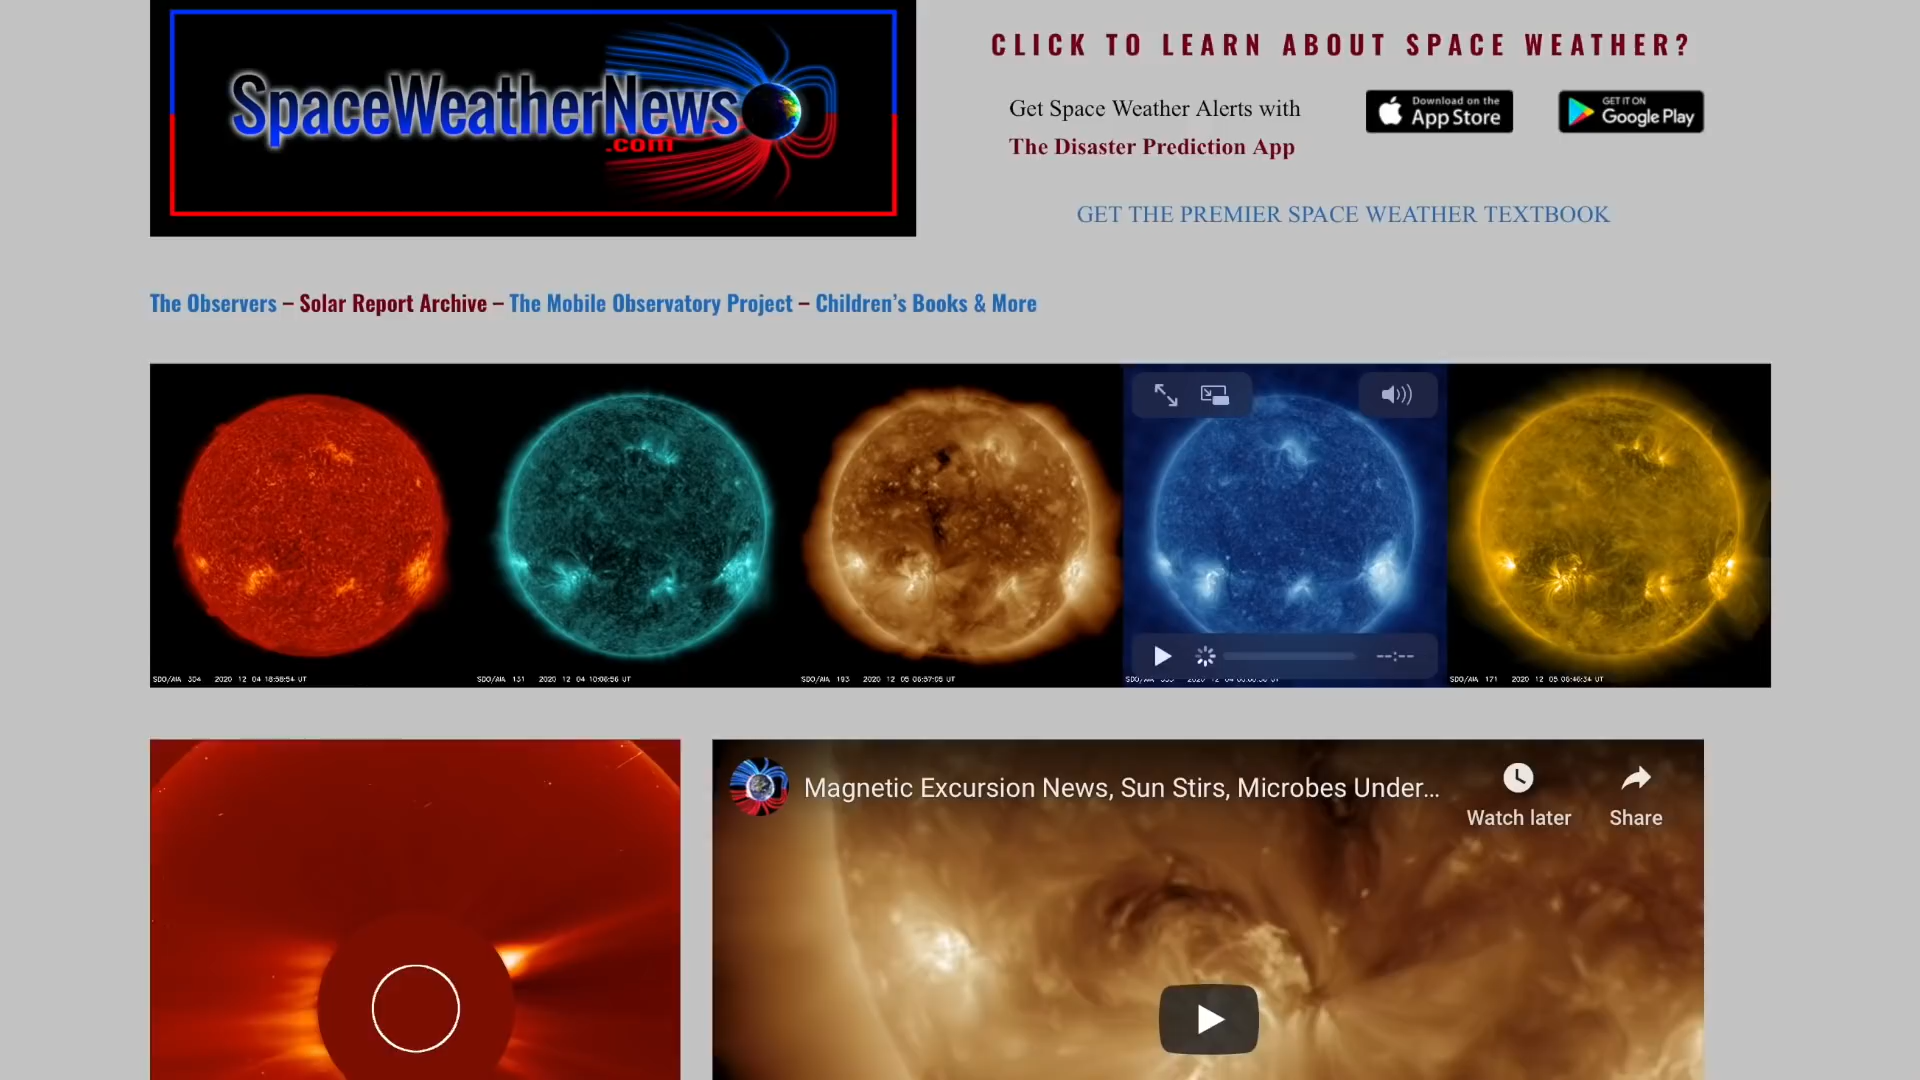 SpaceWeatherNews
.com
CLICK TO LEARN ABOUT SPACE WEATHER?
Get Space Weather Alerts with
The Disaster Prediction App
Download on the
App Store
GET IT ON
Google Play
GET THE PREMIER SPACE WEATHER TEXTBOOK
The Observers – Solar Report Archive – The Mobile Observatory Project – Children’s Books & More
--:--
SDO/AIA 304 2020 12 04 18:58:54 UT
SDO/AIA 131 2020 12 04 10:06:56 UT
SDO/AIA 193 2020 12 05 06:57:05 UT
SDO/AIA 171 2020 12 05 06:46:34 UT
Magnetic Excursion News, Sun Stirs, Microbes Under...
Watch later
Share